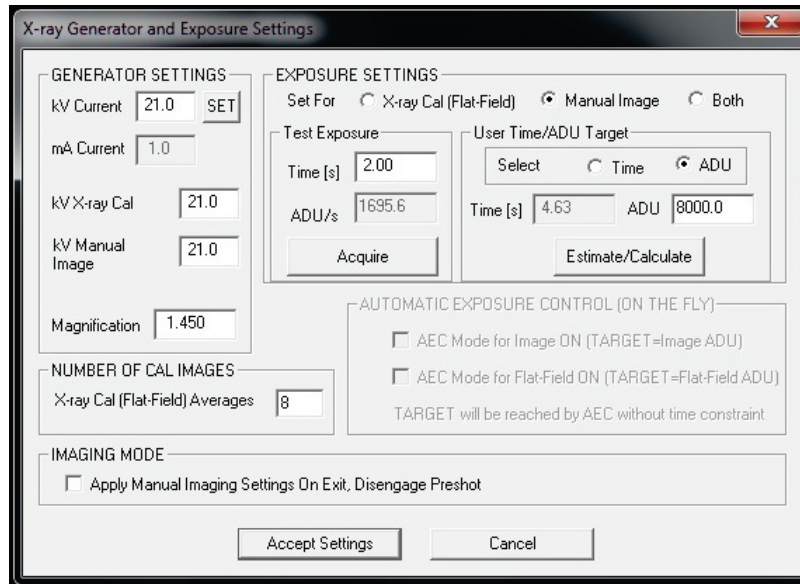 X-ray Generator and Exposure Settings
GENERATOR SETTINGS
kV Current 21.0 SET
mA Current 1.0
kV X-ray Cal 21.0
kV Manual
Image 21.0
Magnification 1.450
EXPOSURE SETTINGS
Set For X-ray Cal (Flat-Field) Manual Image Both
Test Exposure
Time [s] 2.00
ADU/s 1695.6
Acquire
User Time/ADU Target
Select Time ADU
Time [s] 4.63 ADU 8000.0
Estimate/Calculate
AUTOMATIC EXPOSURE CONTROL (ON THE FLY)
AEC Mode for Image ON (TARGET=Image ADU)
AEC Mode for Flat-Field ON (TARGET=Flat-Field ADU)
TARGET will be reached by AEC without time constraint
NUMBER OF CAL IMAGES
X-ray Cal (Flat-Field) Averages 8
IMAGING MODE
Apply Manual Imaging Settings On Exit, Disengage Preshot
Accept Settings Cancel